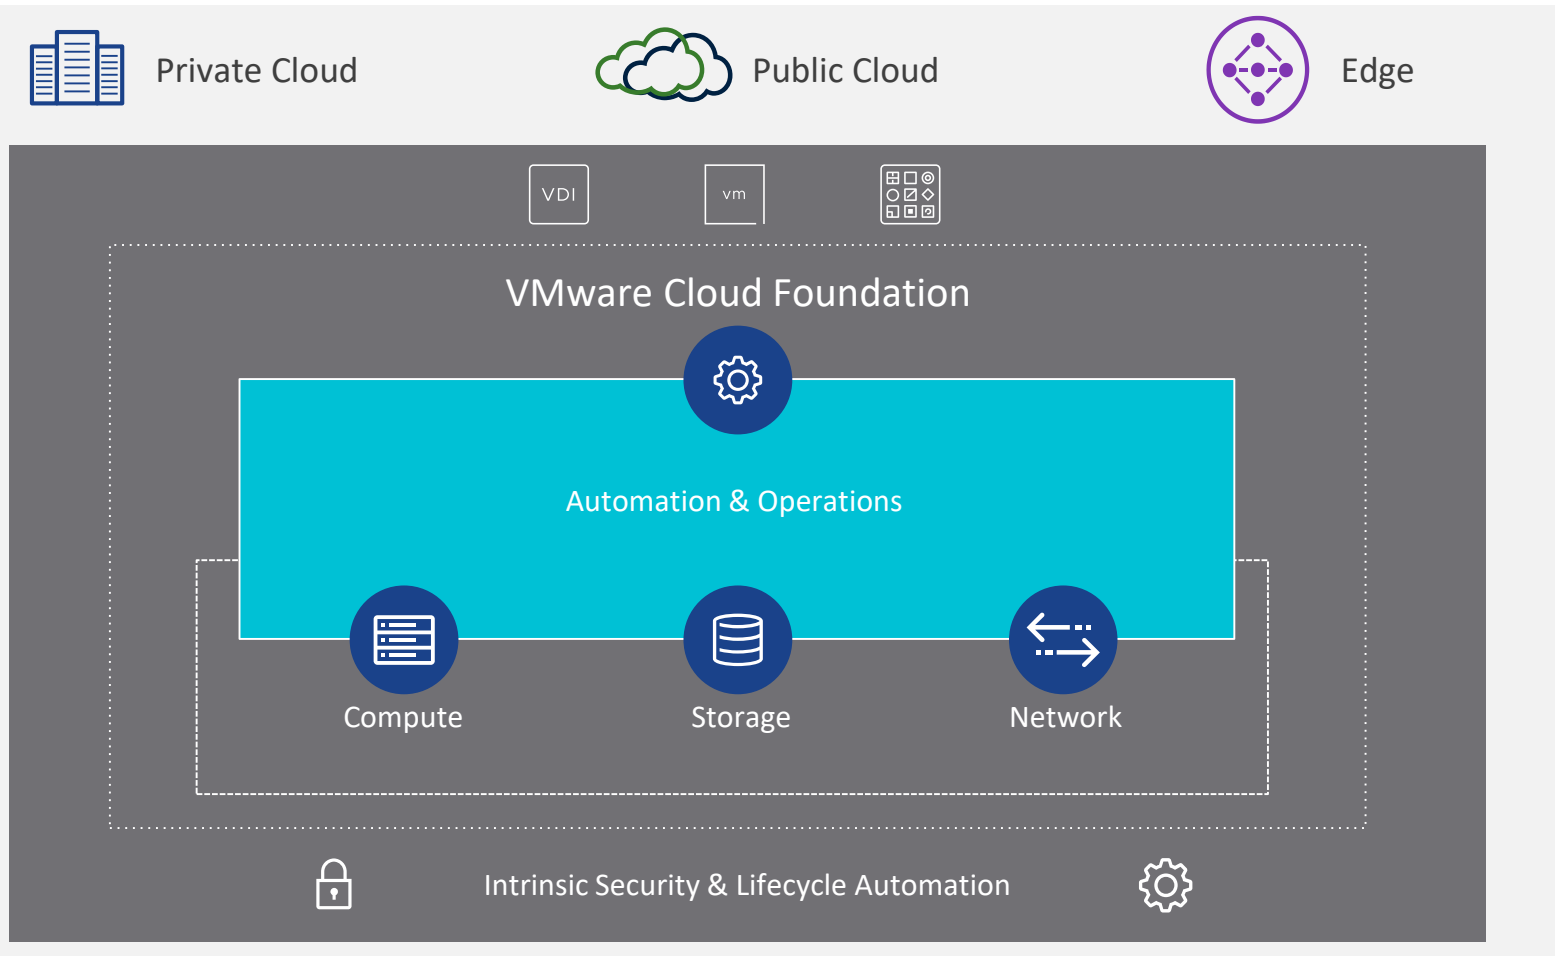 Private Cloud
Public Cloud
Edge
VDI
vm
VMware Cloud Foundation
Automation & Operations
Compute
Storage
Network
Intrinsic Security & Lifecycle Automation